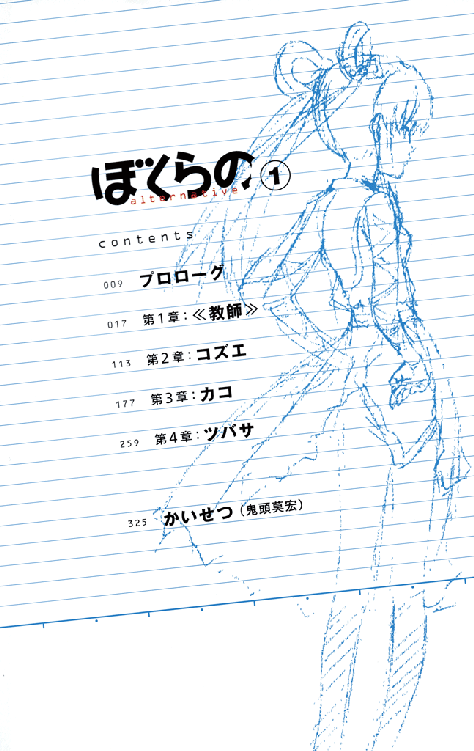 ぼくらの ①
alternative
contents
009 プロローグ
017 第1章:≪教師≫
113 第2章:コズエ
177 第3章:カコ
259 第4章:ツバサ
325 かいせつ(鬼頭莫宏)